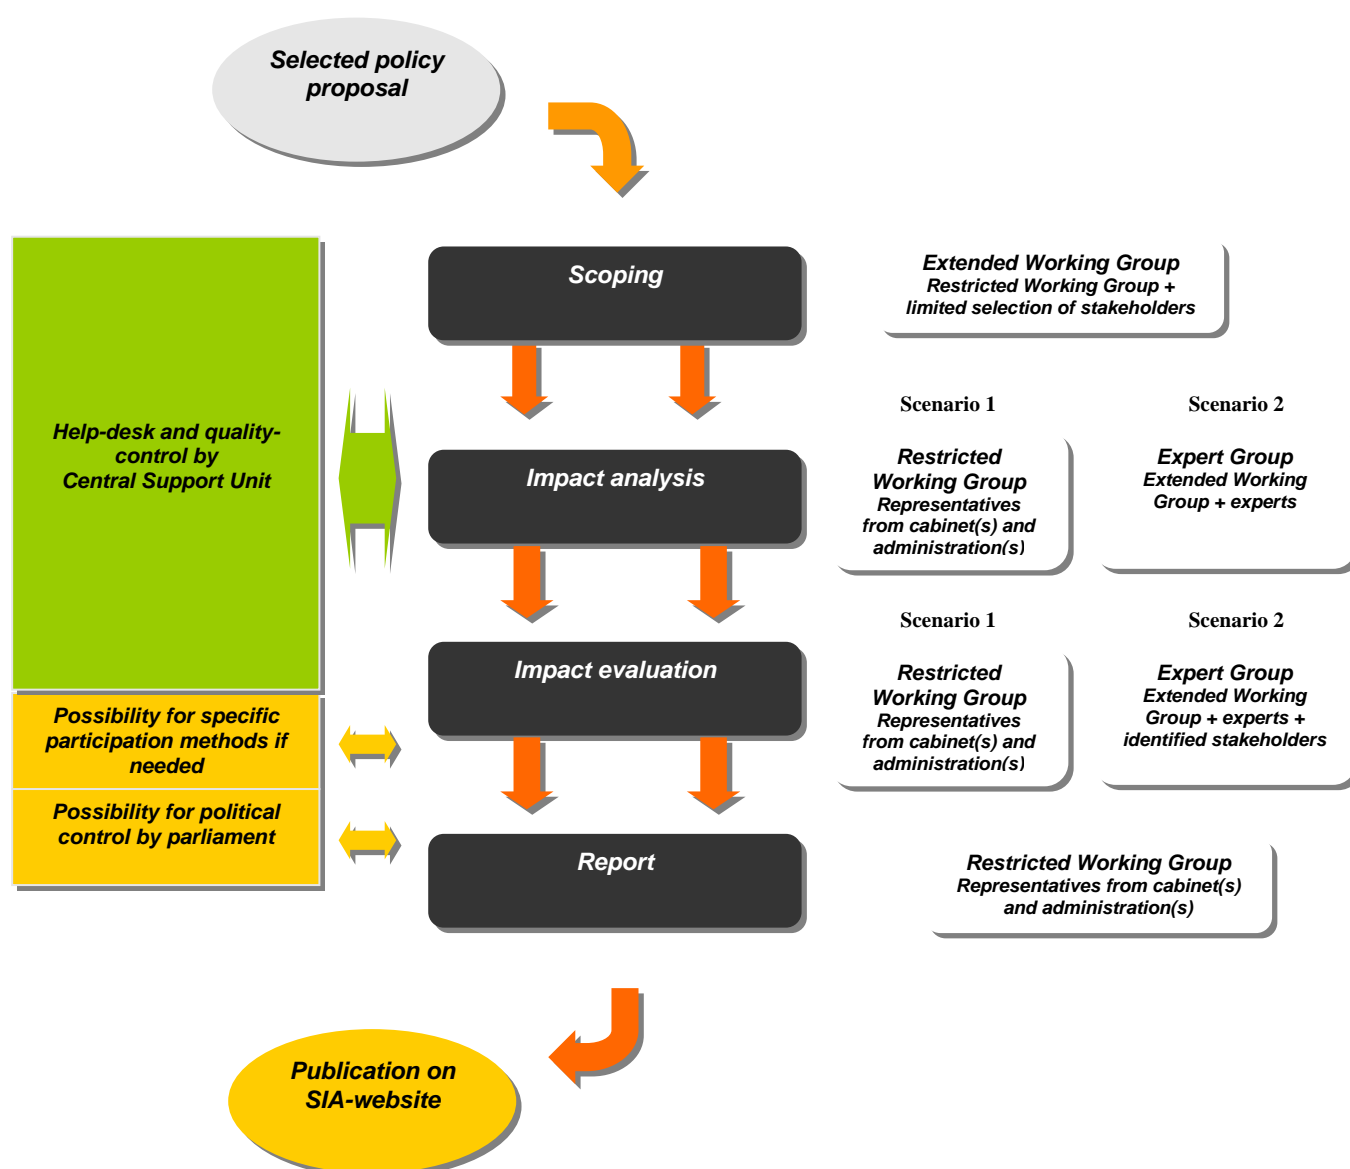 Selected policy
proposal
Scoping
Extended Working Group
Restricted Working Group +
limited selection of stakeholders
Help-desk and quality-
control by
Central Support Unit
Impact analysis
Scenario 1
Restricted
Working Group
Representatives
from cabinet(s) and
administration(s)
Scenario 2
Expert Group
Extended Working
Group + experts
Impact evaluation
Scenario 1
Restricted
Working Group
Representatives
from cabinet(s) and
administration(s)
Scenario 2
Expert Group
Extended Working
Group + experts +
identified stakeholders
Possibility for specific
participation methods if
needed
Possibility for political
control by parliament
Report
Restricted Working Group
Representatives from cabinet(s)
and administration(s)
Publication on
SIA-website